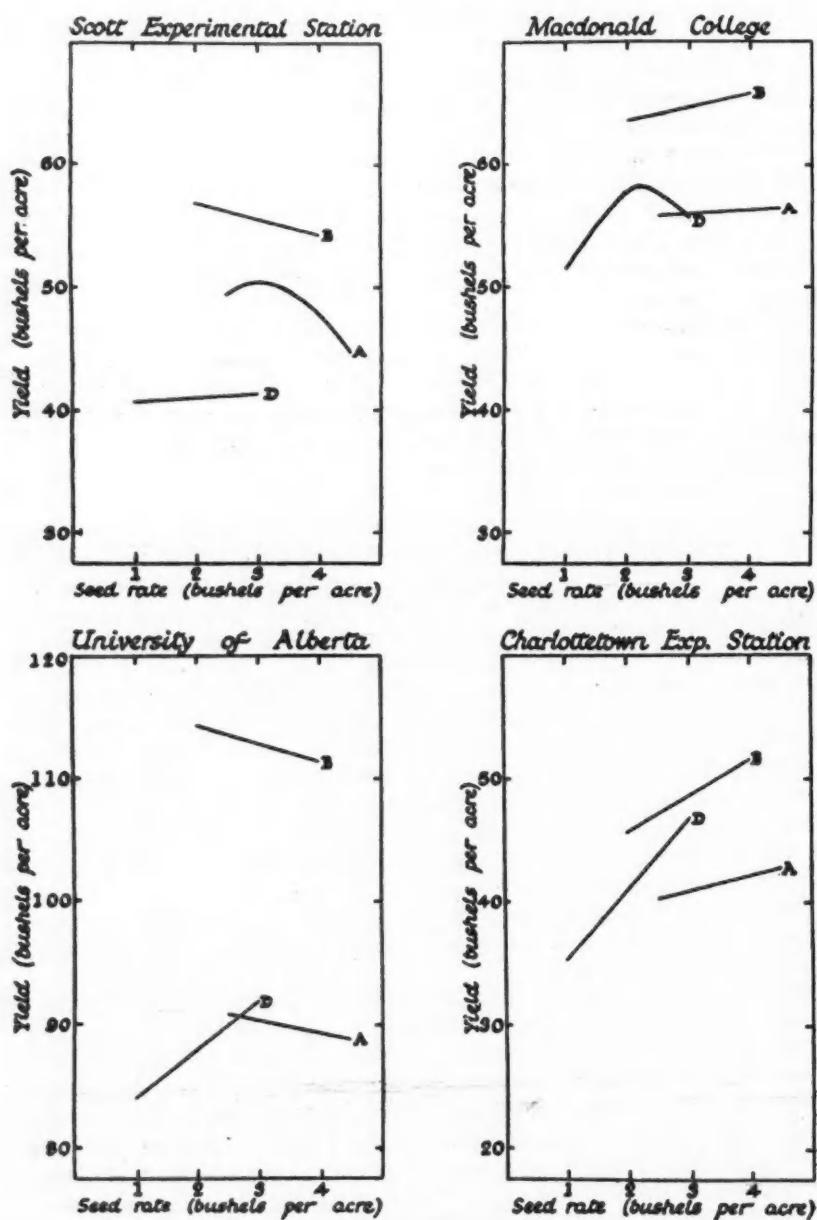 Scott Experimental Station
60
50
40
30
Yield (bushels per acre)
B
A
D
1 2 3 4
Seed rate (bushels per acre)
Macdonald College
60
50
40
30
Yield (bushels per acre)
B
A
D
1 2 3 4
Seed rate (bushels per acre)
University of Alberta
120
110
100
90
80
Yield (bushels per acre)
B
D
A
1 2 3 4
Seed rate (bushels per acre)
Charlottetown Exp. Station
50
40
30
20
Yield (bushels per acre)
B
D
A
1 2 3 4
Seed rate (bushels per acre)